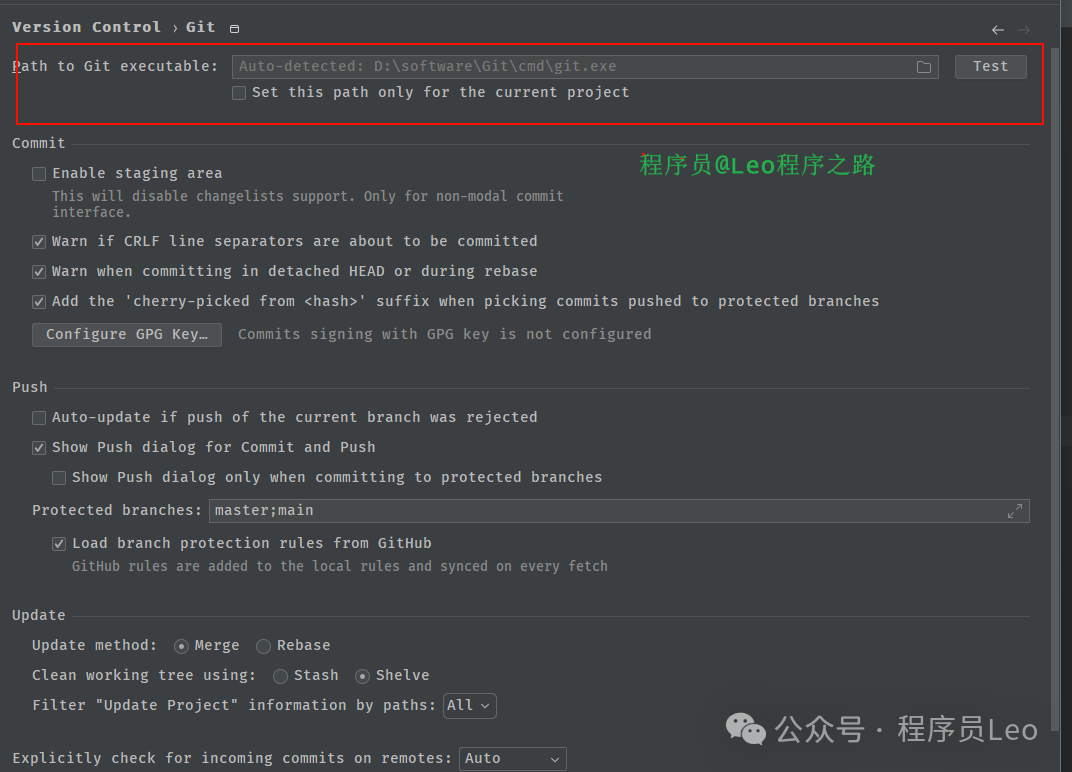 Version Control › Git
Path to Git executable: Auto-detected: D:\software\Git\cmd\git.exe Test
Set this path only for the current project
Commit
程序员@Leo程序之路
Enable staging area
This will disable changelists support. Only for non-modal commit
interface.
Warn if CRLF line separators are about to be committed
Warn when committing in detached HEAD or during rebase
Add the 'cherry-picked from <hash>' suffix when picking commits pushed to protected branches
Configure GPG Key… Commits signing with GPG key is not configured
Push
Auto-update if push of the current branch was rejected
Show Push dialog for Commit and Push
Show Push dialog only when committing to protected branches
Protected branches: master;main
Load branch protection rules from GitHub
GitHub rules are added to the local rules and synced on every fetch
Update
Update method: Merge Rebase
Clean working tree using: Stash Shelve
Filter "Update Project" information by paths: All
公众号 · 程序员Leo
Explicitly check for incoming commits on remotes: Auto